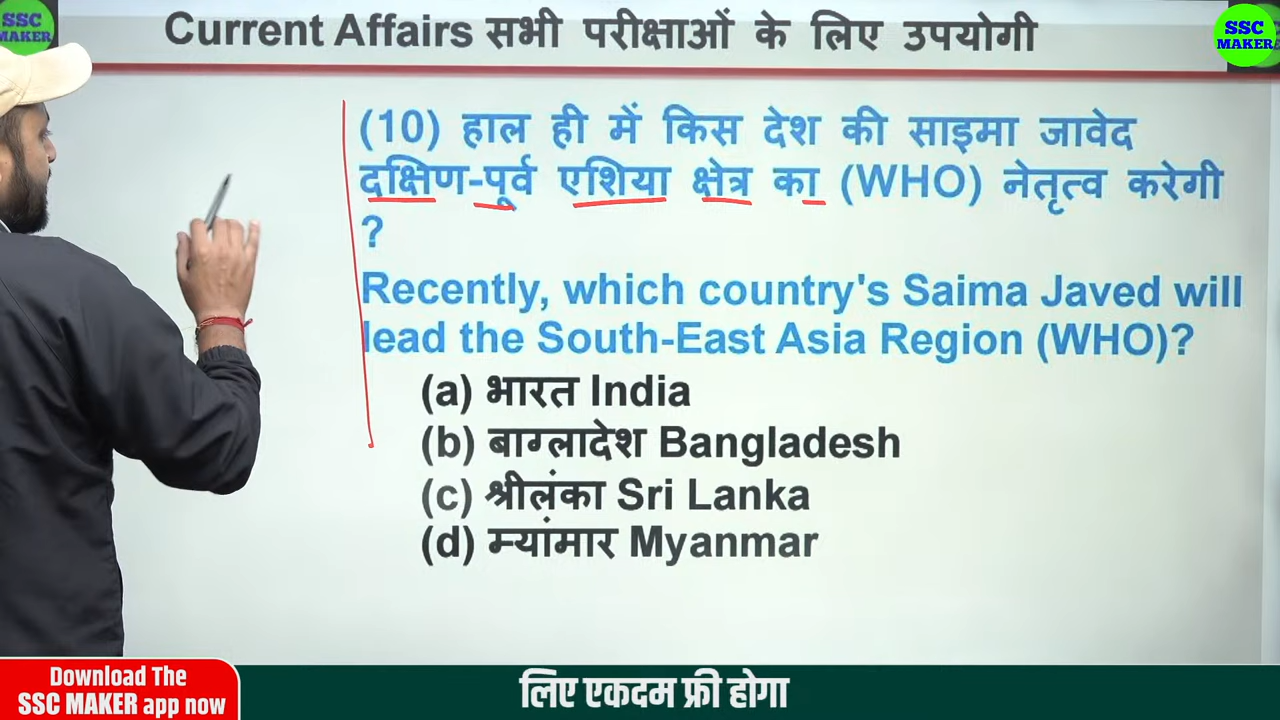 SSC
MAKER
Current Affairs सभी परीक्षाओं के लिए उपयोगी
SSC
MAKER
(10) हाल ही में किस देश की साइमा जावेद
दक्षिण-पूर्व एशिया क्षेत्र का (WHO) नेतृत्व करेगी
?
Recently, which country's Saima Javed will
lead the South-East Asia Region (WHO)?
(a) भारत India
(b) बाग्लादेश Bangladesh
(c) श्रीलंका Sri Lanka
(d) म्यांमार Myanmar
Download The
SSC MAKER app now
लिए एकदम फ्री होगा